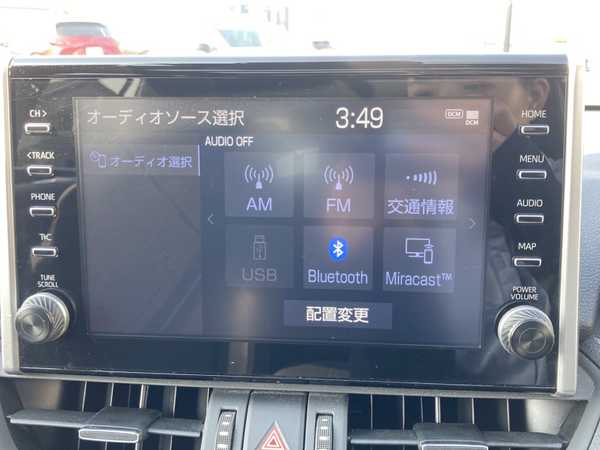 CH>
<TRACK
PHONE
TUNE
SCROLL
オーディオソース選択
3:49
DCM
DCM
オーディオ選択
AUDIO OFF
AM
FM
交通情報
USB
Bluetooth
Miracast™
配置変更
HOME
MENU
AUDIO
MAP
POWER
VOLUME